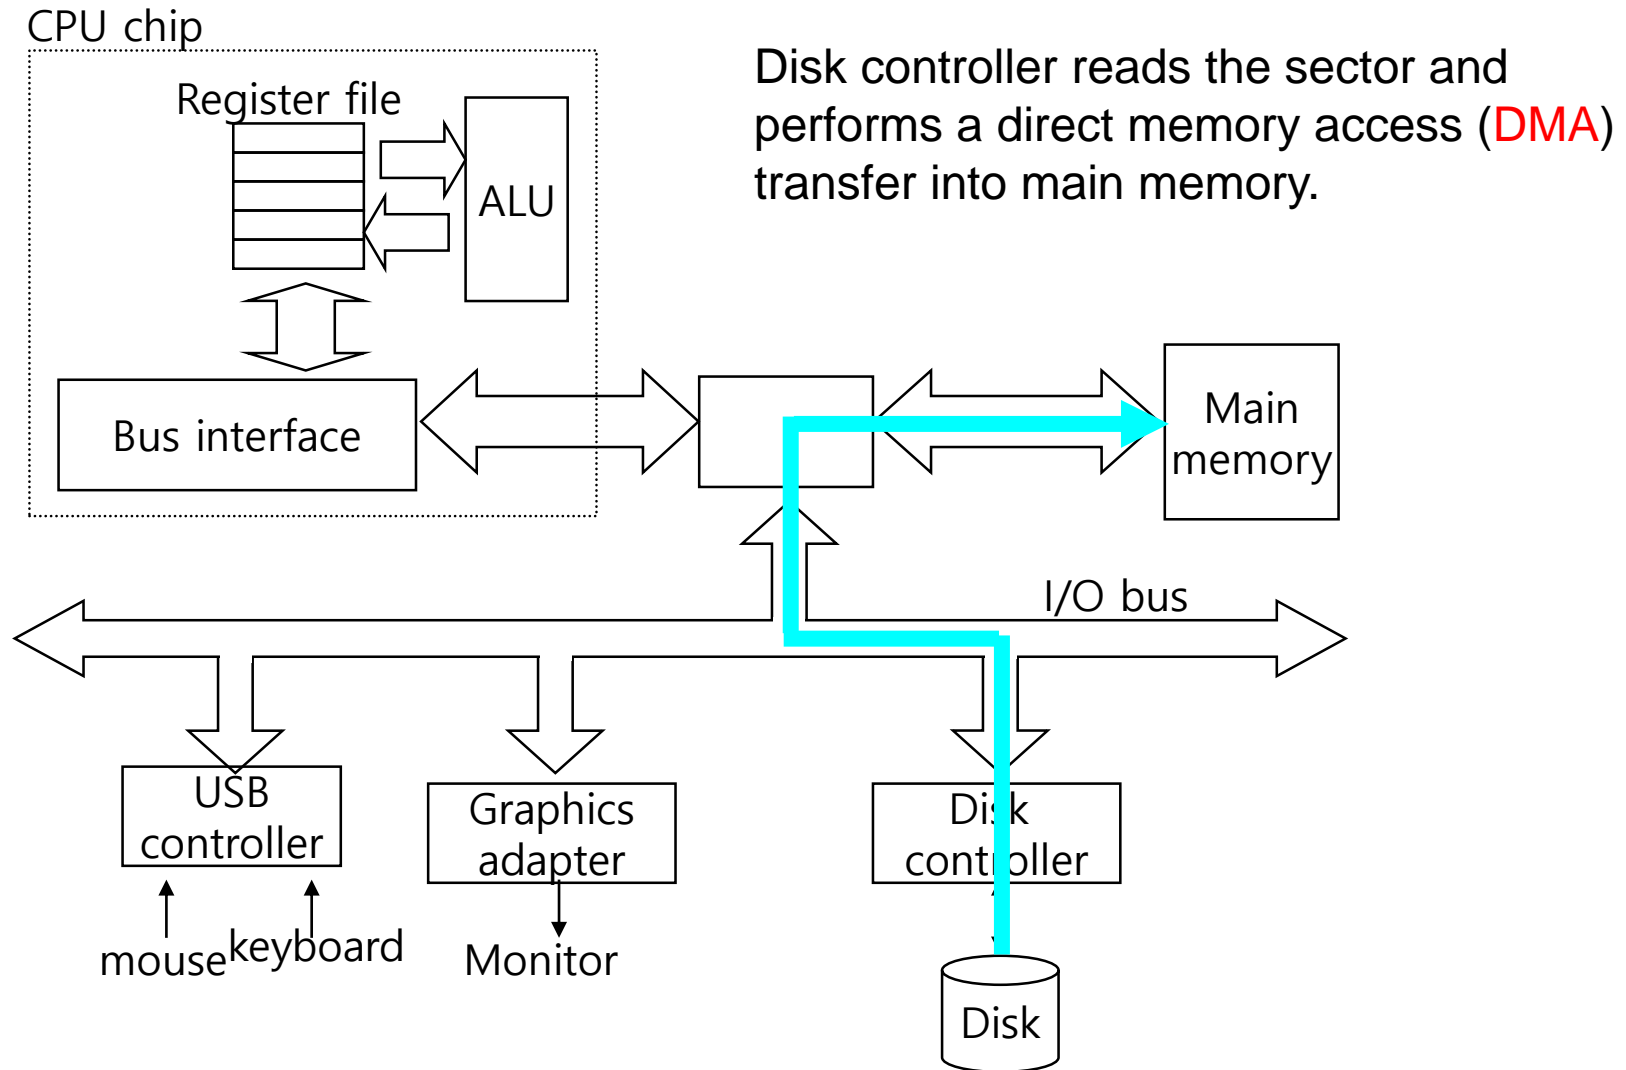 CPU chip
Disk controller reads the sector and
performs a direct memory access (DMA)
transfer into main memory.
Register file
ALU
Bus interface
Main
memory
I/O bus
USB
controller
Graphics
adapter
Disk
controller
mouse
keyboard
Monitor
Disk